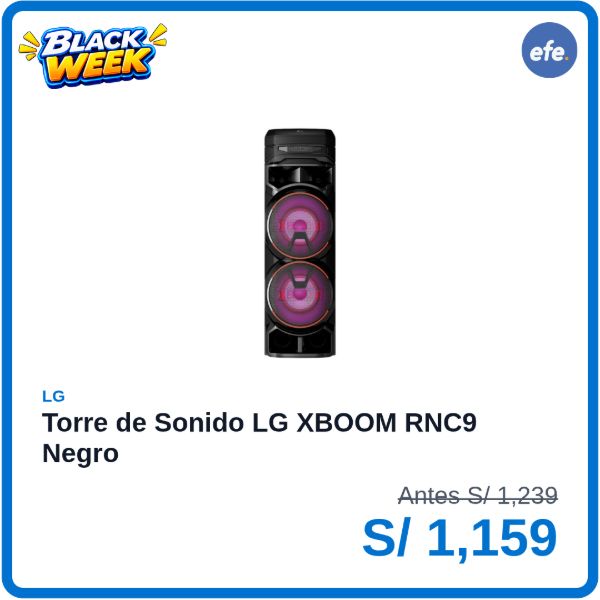 BLACK
WEEK
efe.
LG
Torre de Sonido LG XBOOM RNC9
Negro
Antes S/ 1,239
S/ 1,159